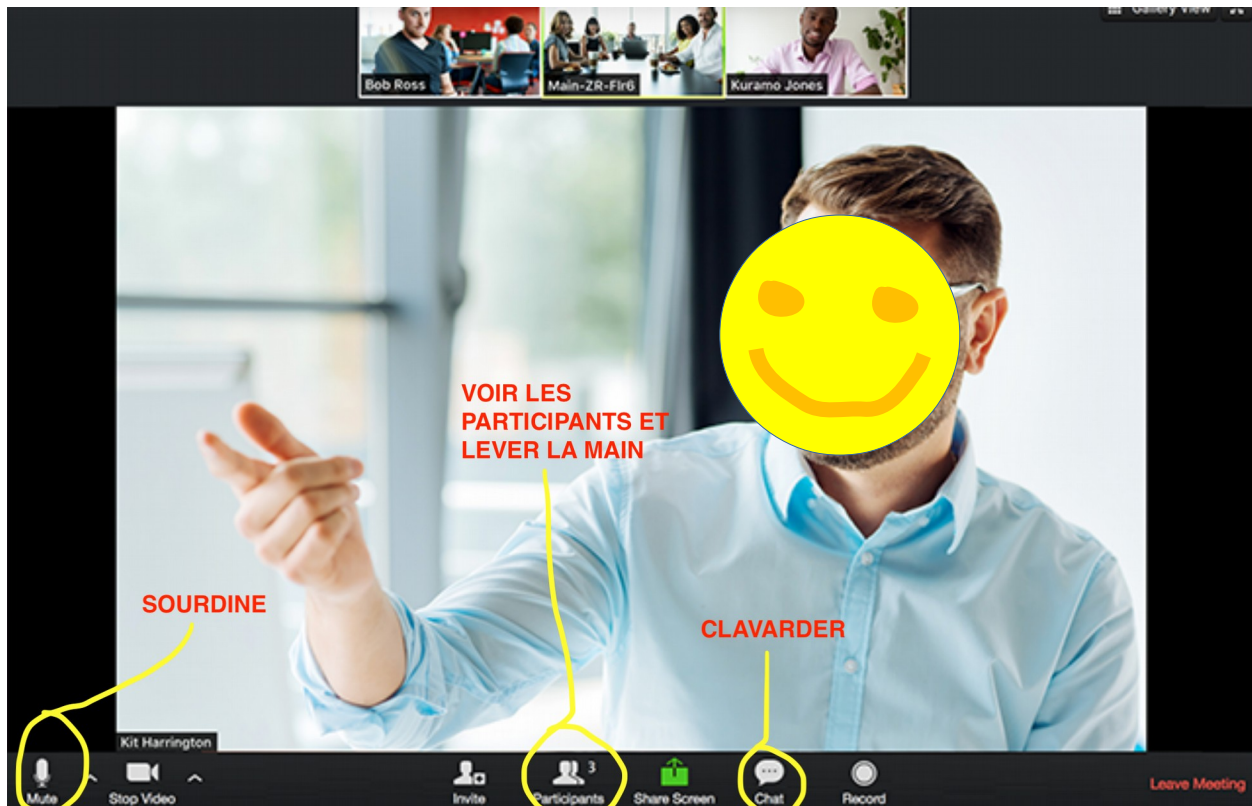 Gallery View
Bob Ross
Main-ZR-Flr6
Kuramo Jones
VOIR LES
PARTICIPANTS ET
LEVER LA MAIN
SOURDINE
CLAVARDER
Kit Harrington
3
Mute
Stop Video
Invite
Participants
Share Screen
Chat
Record
Leave Meeting